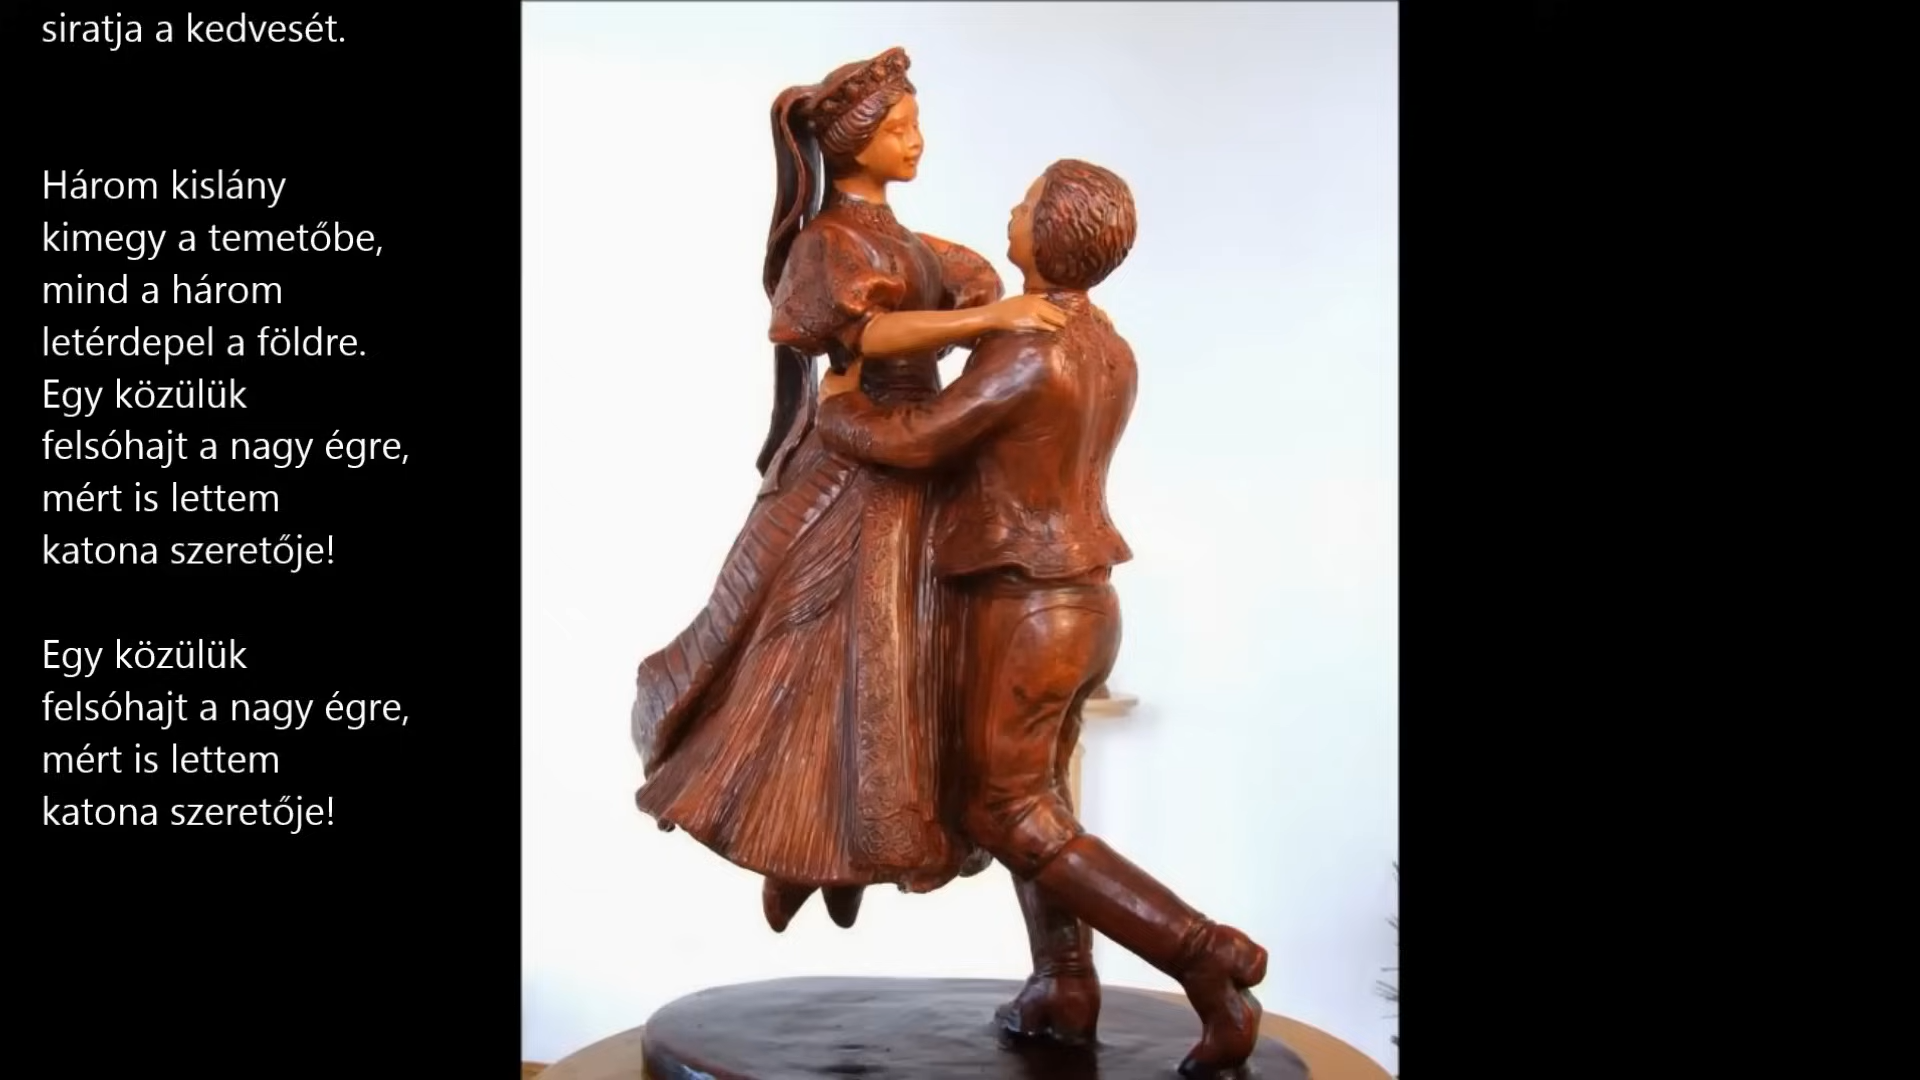 siratja a kedvesét.
Három kislány
kimegy a temetőbe,
mind a három
letérdepel a földre.
Egy közülük
felsóhajt a nagy égre,
mért is lettem
katona szeretője!
Egy közülük
felsóhajt a nagy égre,
mért is lettem
katona szeretője!